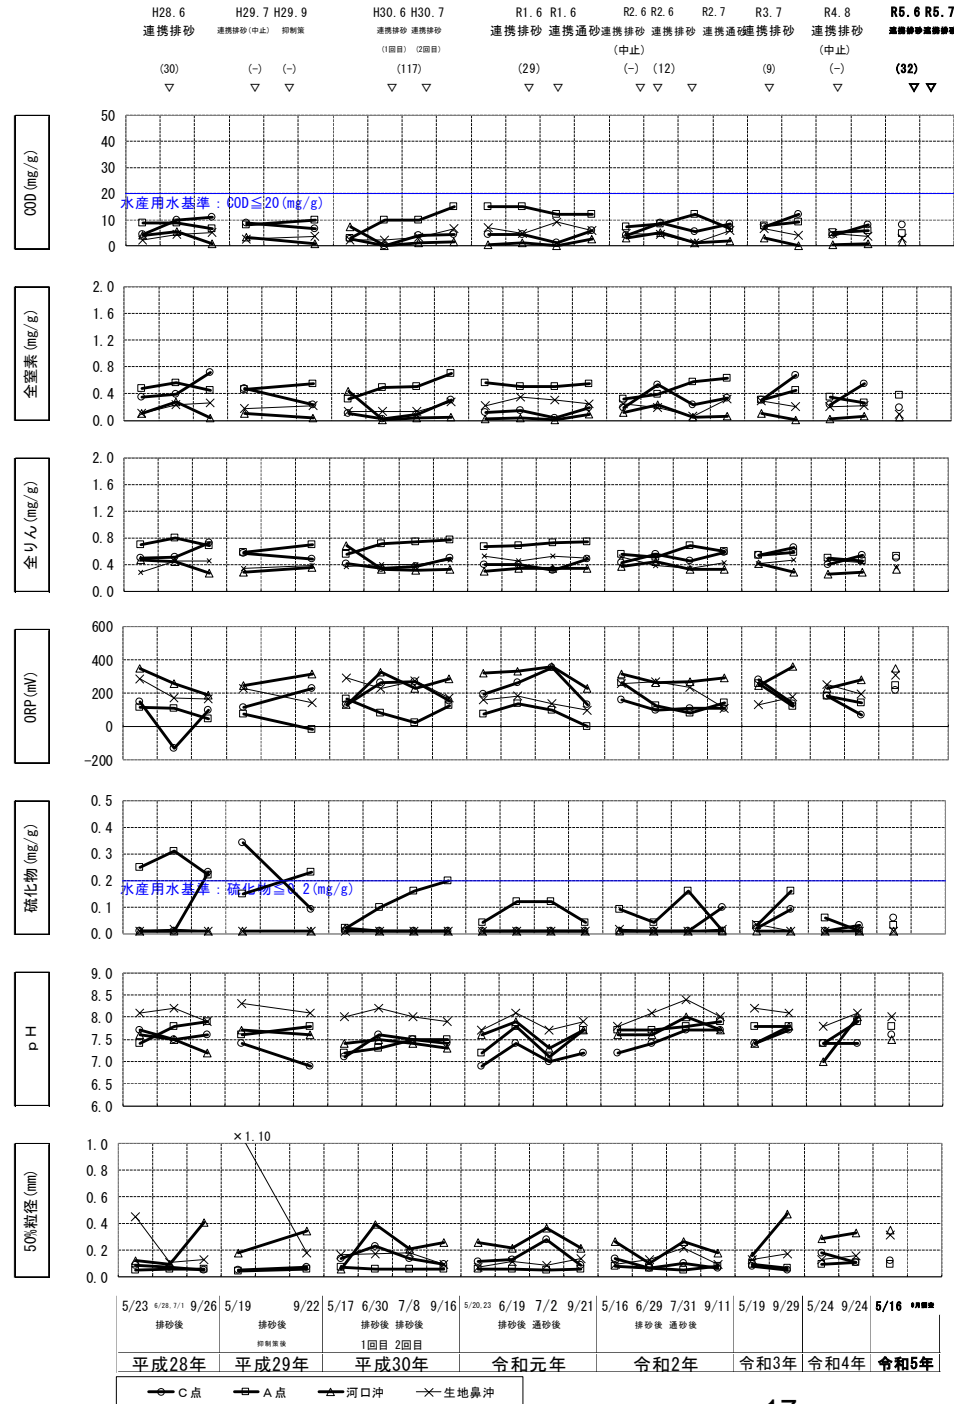 H28.6 H29.7 H29.9 H30.6 H30.7 R1.6 R1.6 R2.6 R2.6 R2.7 R3.7 R4.8 R5.6 R5.7
連携排砂 連携排砂(中止) 抑制策 連携排砂 連携排砂 連携排砂 連携通砂 連携排砂 連携排砂 連携通砂 連携排砂 連携排砂 連携排砂 連携排砂
(1回目) (2回目) (中止) (中止)
(30) (-) (-) (117) (29) (-) (12) (9) (-) (32)
▽ ▽ ▽ ▽ ▽ ▽ ▽ ▽ ▽ ▽ ▽ ▽ ▽ ▽
COD(mg/g)
50
40
30
20
水産用水基準：COD≦20(mg/g)
10
0
全窒素(mg/g)
2.0
1.6
1.2
0.8
0.4
0.0
全りん(mg/g)
2.0
1.6
1.2
0.8
0.4
0.0
ORP(mV)
600
400
200
0
-200
硫化物(mg/g)
0.5
0.4
0.3
0.2
水産用水基準：硫化物≦0.2(mg/g)
0.1
0.0
pH
9.0
8.5
8.0
7.5
7.0
6.5
6.0
50%粒径(mm)
×1.10
1.0
0.8
0.6
0.4
0.2
0.0
5/23 6/28,7/1 9/26 5/19 9/22 5/17 6/30 7/8 9/16 5/20,23 6/19 7/2 9/21 5/16 6/29 7/31 9/11 5/19 9/29 5/24 9/24 5/16
排砂後 排砂後 排砂後 排砂後 排砂後 通砂後 排砂後 通砂後
抑制策後 1回目 2回目
平成28年 平成29年 平成30年 令和元年 令和2年 令和3年 令和4年 令和5年
C点 A点 河口沖 生地鼻沖